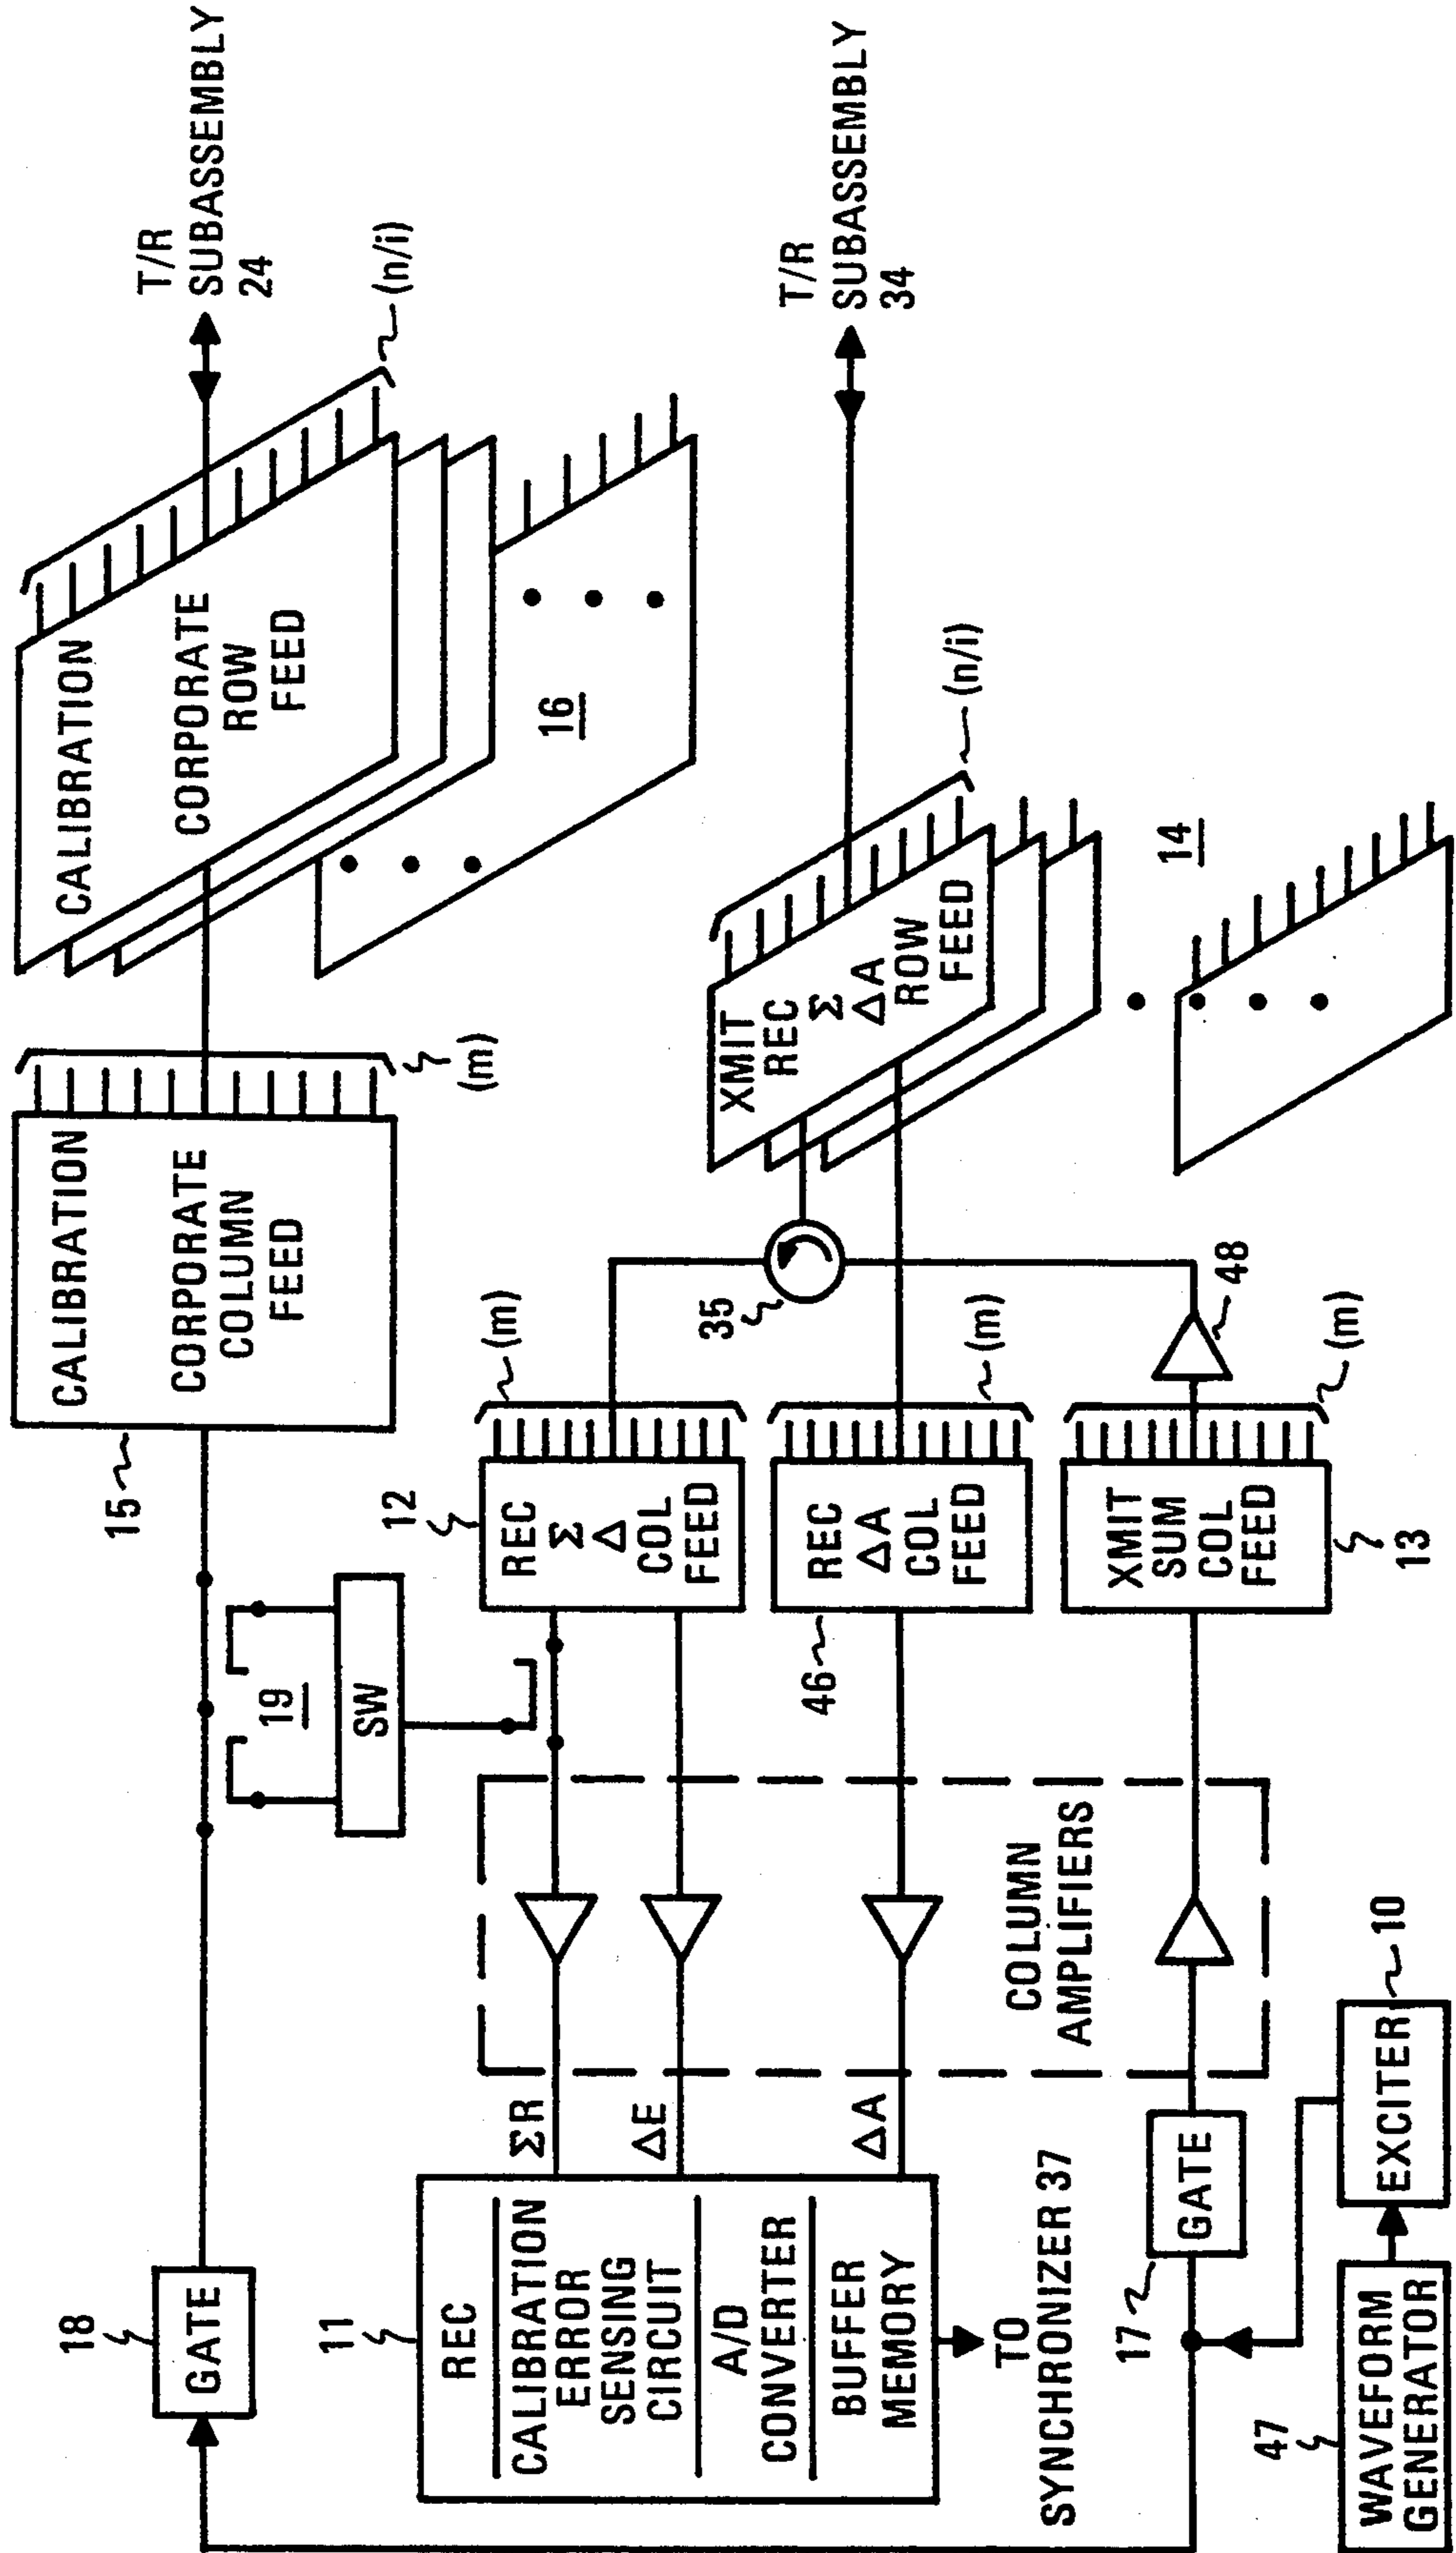 18
GATE
15
CALIBRATION
CORPORATE
COLUMN
FEED
(m)
CALIBRATION
CORPORATE
ROW
FEED
16
(n/i)
T/R
SUBASSEMBLY
24
19
SW
11
REC
CALIBRATION
ERROR
SENSING
CIRCUIT
A/D
CONVERTER
BUFFER
MEMORY
TO
SYNCHRONIZER 37
ΣR
ΔE
ΔA
COLUMN
AMPLIFIERS
12
REC
Σ
Δ
COL
FEED
(m)
46
REC
ΔA
COL
FEED
(m)
XMIT
SUM
COL
FEED
13
(m)
48
35
XMIT
REC
Σ
ΔA
ROW
FEED
14
(n/i)
T/R
SUBASSEMBLY
34
17
GATE
47
WAVEFORM
GENERATOR
EXCITER
10